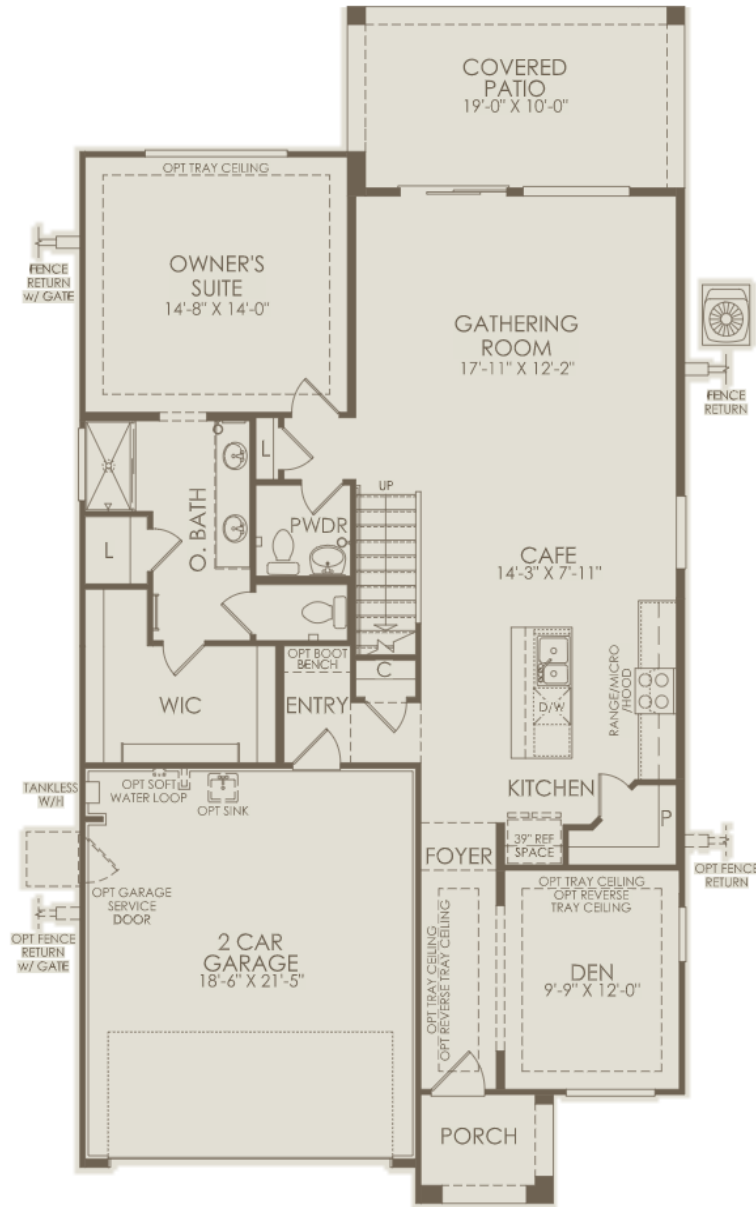 COVERED
PATIO
19'-0" X 10'-0"
OPT TRAY CEILING
OWNER'S
SUITE
14'-8" X 14'-0"
FENCE
RETURN
w/ GATE
GATHERING
ROOM
17'-11" X 12'-2"
FENCE
RETURN
L
UP
PWDR
O. BATH
L
CAFE
14'-3" X 7'-11"
OPT BOOT
BENCH
C
RANGE/MICRO
/HOOD
D/W
WIC
ENTRY
KITCHEN
TANKLESS
W/H
OPT SOFT
WATER LOOP
OPT SINK
39" REF
SPACE
P
FOYER
OPT FENCE
RETURN
OPT TRAY CEILING
OPT REVERSE
TRAY CEILING
OPT GARAGE
SERVICE
DOOR
OPT FENCE
RETURN
w/ GATE
2 CAR
GARAGE
18'-6" X 21'-5"
OPT TRAY CEILING
OPT REVERSE TRAY CEILING
DEN
9'-9" X 12'-0"
PORCH